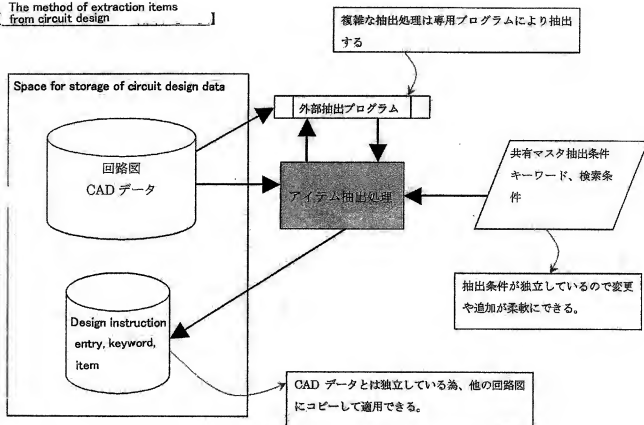 The method of extraction items
from circuit design 】
複雑な抽出処理は専用プログラムにより抽出
する
Space for storage of circuit design data
外部抽出プログラム
回路図
CAD データ
アイテム抽出処理
共有マスタ抽出条件
キーワード、検索条
件
抽出条件が独立しているので変更
や追加が柔軟にできる。
Design instruction
entry, keyword,
item
CAD データとは独立している為、他の回路図
にコピーして適用できる。